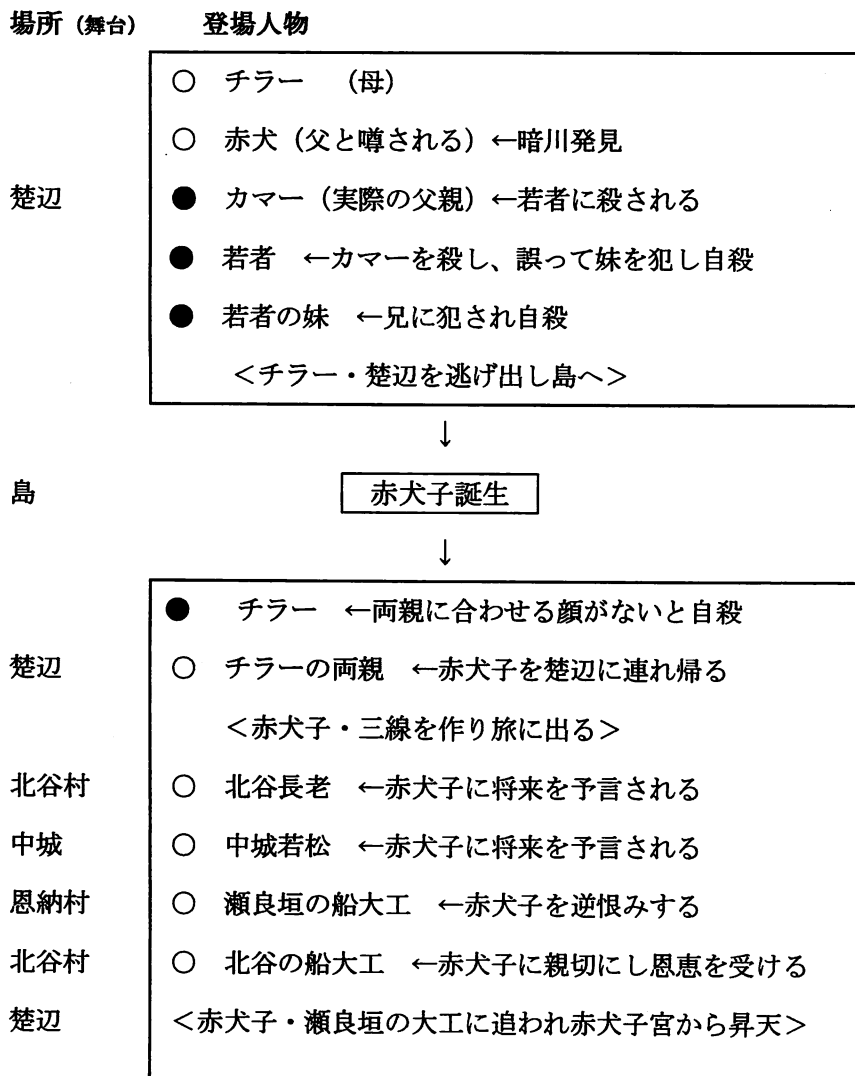 場所（舞台）　登場人物
○　チラー　（母）
○　赤犬（父と噂される）←暗川発見
楚辺　●　カマー（実際の父親）←若者に殺される
●　若者　←カマーを殺し、誤って妹を犯し自殺
●　若者の妹　←兄に犯され自殺
＜チラー・楚辺を逃げ出し島へ＞
↓
島　赤犬子誕生
↓
●　チラー　←両親に合わせる顔がないと自殺
楚辺　○　チラーの両親　←赤犬子を楚辺に連れ帰る
＜赤犬子・三線を作り旅に出る＞
北谷村　○　北谷長老　←赤犬子に将来を予言される
中城　○　中城若松　←赤犬子に将来を予言される
恩納村　○　瀬良垣の船大工　←赤犬子を逆恨みする
北谷村　○　北谷の船大工　←赤犬子に親切にし恩恵を受ける
楚辺　＜赤犬子・瀬良垣の大工に追われ赤犬子宮から昇天＞